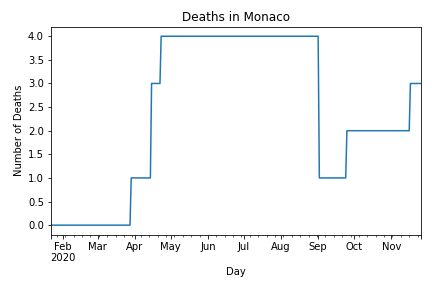 Deaths in Monaco
Number of Deaths
4.0
3.5
3.0
2.5
2.0
1.5
1.0
0.5
0.0
Feb Mar Apr May Jun Jul Aug Sep Oct Nov
2020
Day